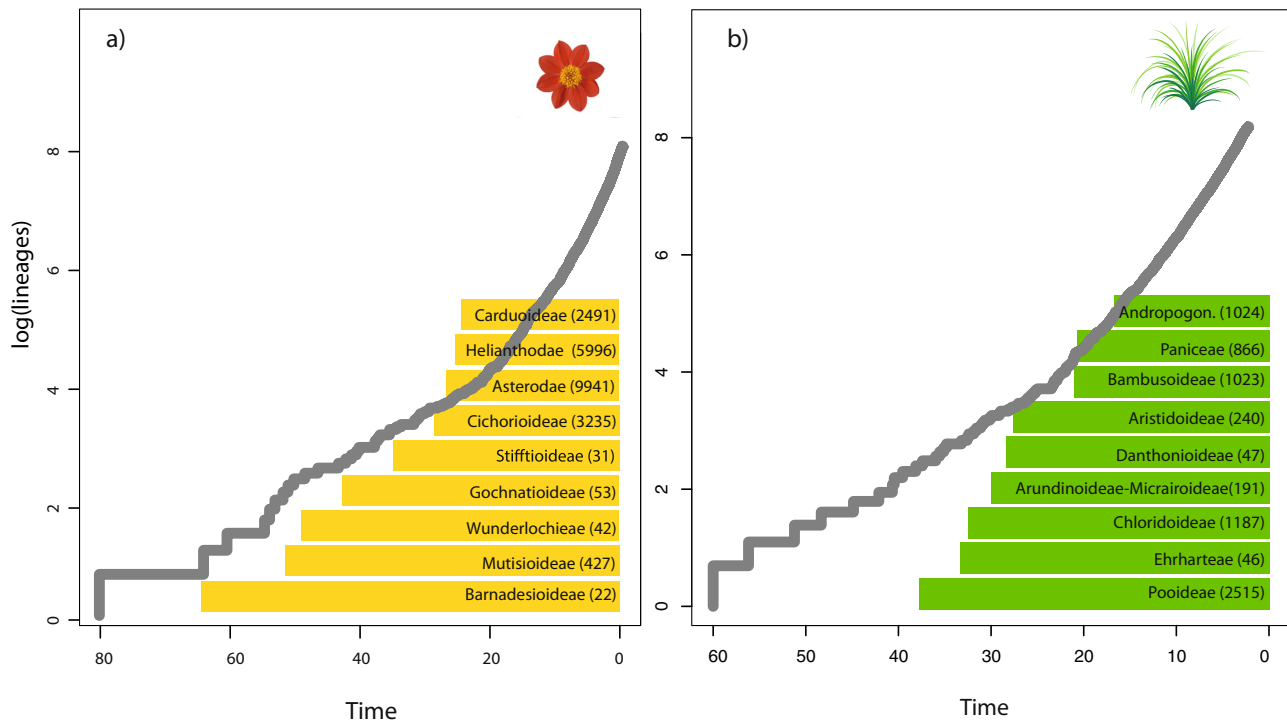 a)
log(lineages)
8
6
4
2
0
Carduoideae (2491)
Helianthodae (5996)
Asterodae (9941)
Cichorioideae (3235)
Stifftioideae (31)
Gochnatioideae (53)
Wunderlochieae (42)
Mutisioideae (427)
Barnadesioideae (22)
80 60 40 20 0
Time
b)
8
6
4
2
0
Andropogon. (1024)
Paniceae (866)
Bambusoideae (1023)
Aristidoideae (240)
Danthonioideae (47)
Arundinoideae-Micrairoideae(191)
Chloridoideae (1187)
Ehrharteae (46)
Pooideae (2515)
60 50 40 30 20 10 0
Time